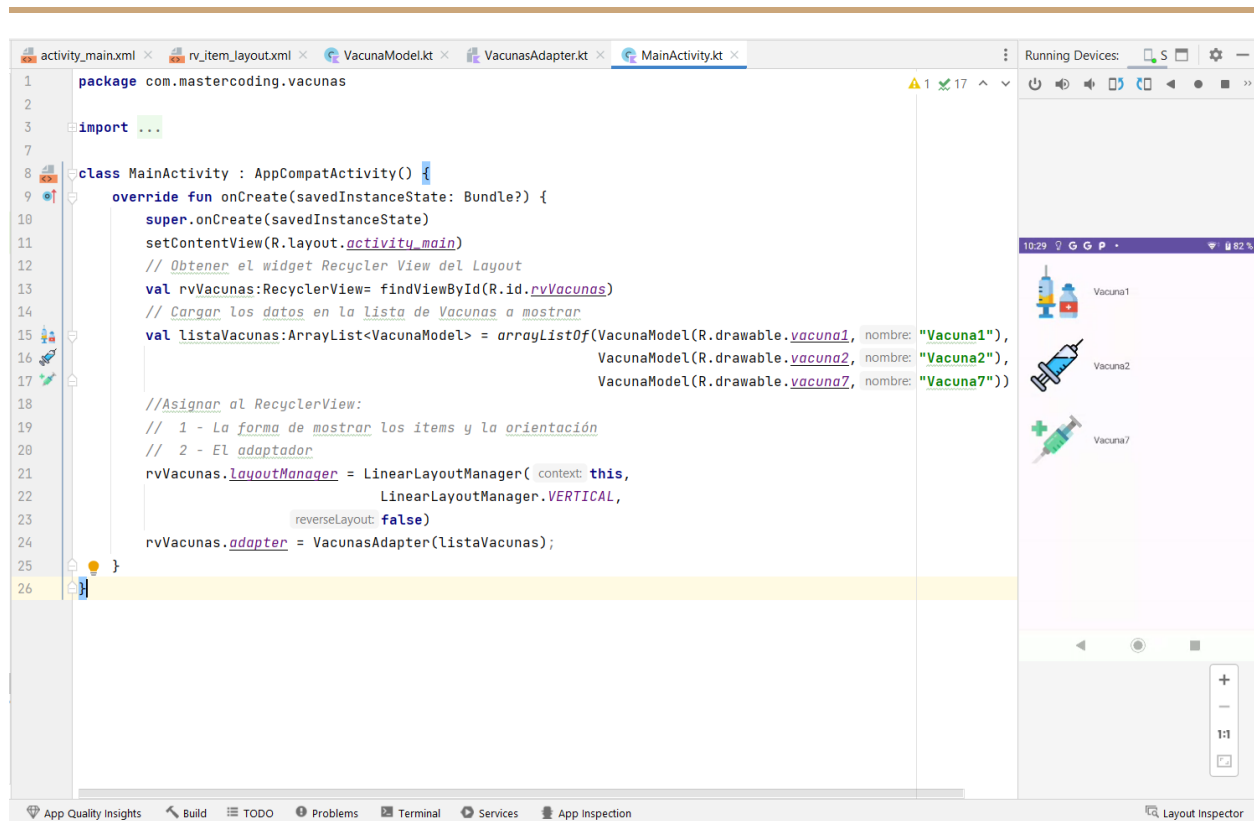 activity_main.xml rv_item_layout.xml VacunaModel.kt VacunasAdapter.kt MainActivity.kt Running Devices: S
1 package com.mastercoding.vacunas 1 17
2
3 import ...
7
8 class MainActivity : AppCompatActivity() {
9 override fun onCreate(savedInstanceState: Bundle?) {
10 super.onCreate(savedInstanceState)
11 setContentView(R.layout.activity_main)
12 // Obtener el widget Recycler View del Layout
13 val rvVacunas:RecyclerView= findViewById(R.id.rvVacunas)
14 // Cargar los datos en la lista de Vacunas a mostrar
15 val listaVacunas:ArrayList<VacunaModel> = arrayListOf(VacunaModel(R.drawable.vacuna1, nombre: "Vacuna1"),
16 VacunaModel(R.drawable.vacuna2, nombre: "Vacuna2"),
17 VacunaModel(R.drawable.vacuna7, nombre: "Vacuna7"))
18 //Asignar al RecyclerView:
19 // 1 - La forma de mostrar los items y la orientación
20 // 2 - El adaptador
21 rvVacunas.layoutManager = LinearLayoutManager( context: this,
22 LinearLayoutManager.VERTICAL,
23 reverseLayout: false)
24 rvVacunas.adapter = VacunasAdapter(listaVacunas);
25 }
26 }
10:29 G G P 82 %
Vacuna1
Vacuna2
Vacuna7
1:1
App Quality Insights Build TODO Problems Terminal Services App Inspection Layout Inspector